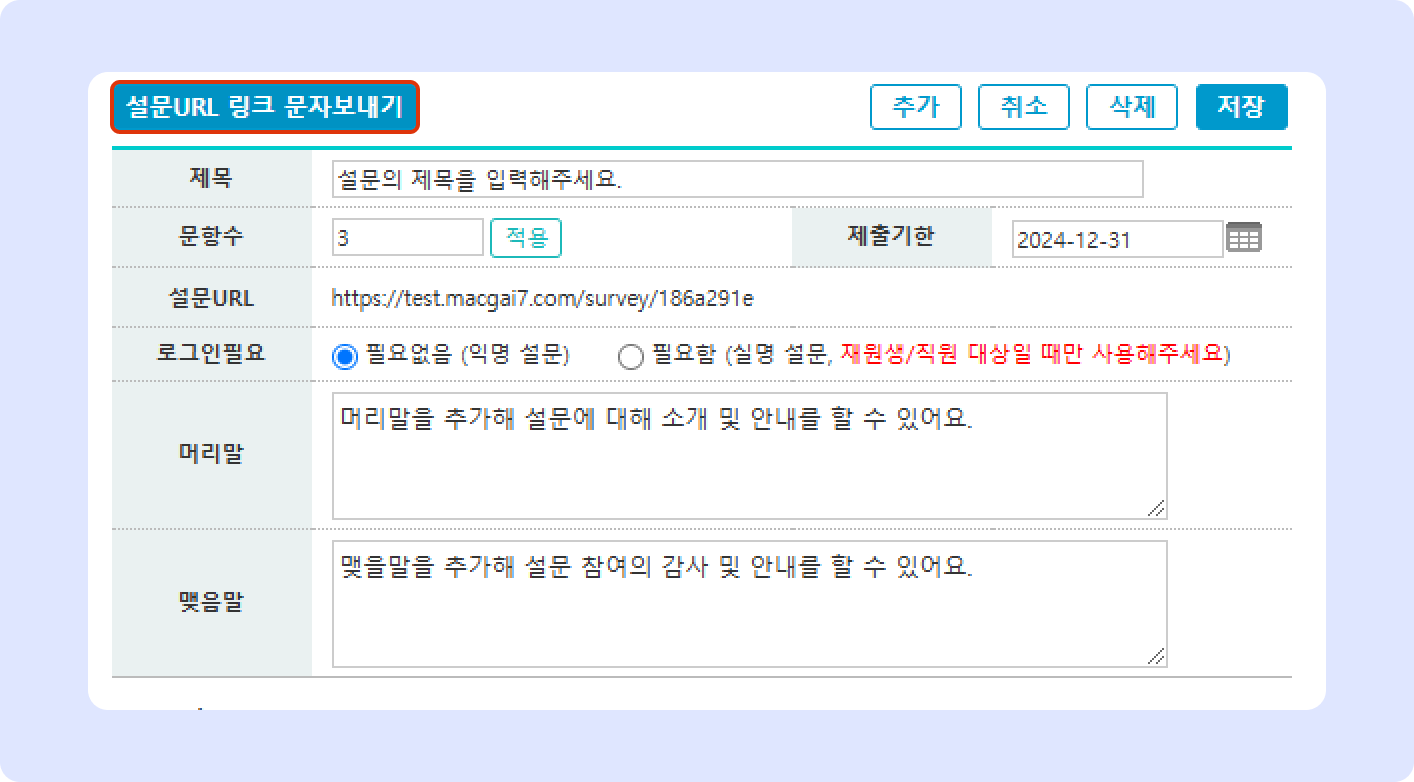 설문URL 링크 문자보내기 추가 취소 삭제 저장
제목 설문의 제목을 입력해주세요.
문항수 3 적용 제출기한 2024-12-31
설문URL https://test.macgai7.com/survey/186a291e
로그인필요 필요없음 (익명 설문) 필요함 (실명 설문, 재원생/직원 대상일 때만 사용해주세요)
머리말 머리말을 추가해 설문에 대해 소개 및 안내를 할 수 있어요.
맺음말 맺을말을 추가해 설문 참여의 감사 및 안내를 할 수 있어요.